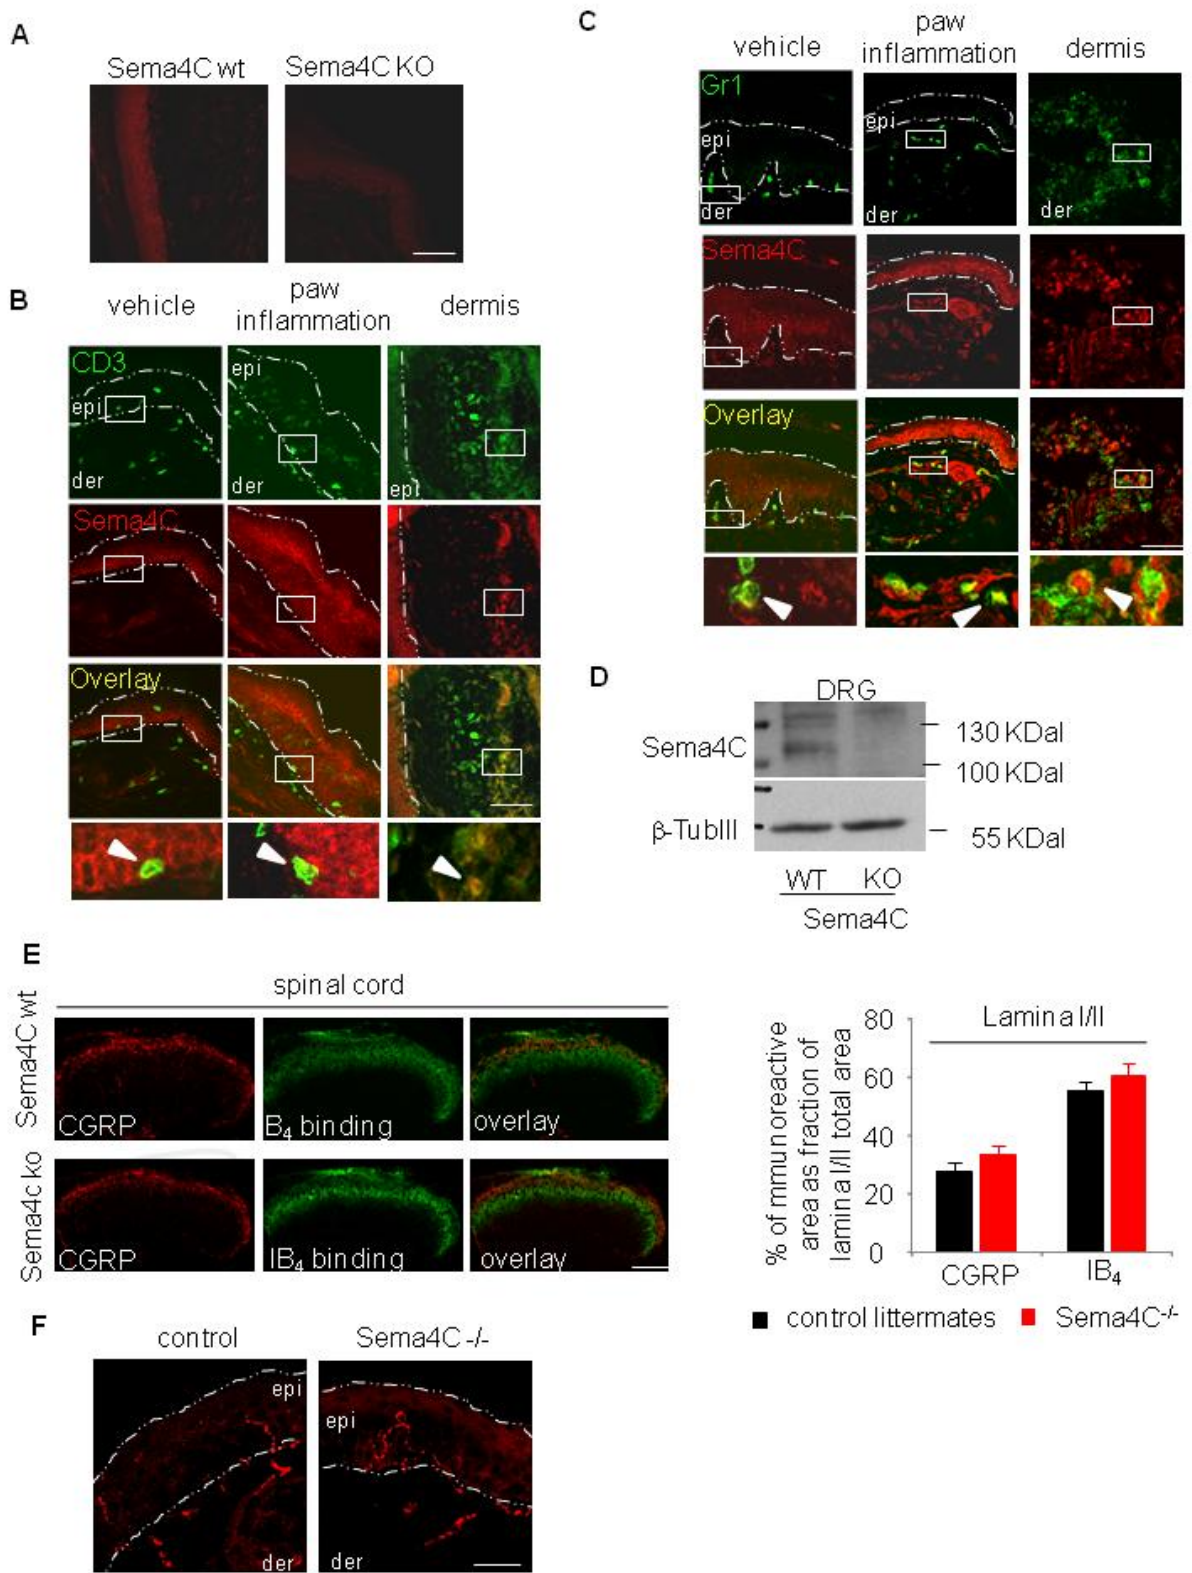 A
Sema4C wt
Sema4C KO
B
vehicle
paw
inflammation
dermis
CD3
epi
der
epi
der
epi
Sema4C
Overlay
C
vehicle
paw
inflammation
dermis
Gr1
epi
der
epi
der
der
Sema4C
Overlay
D
DRG
Sema4C
130 KDal
100 KDal
β-TubIII
55 KDal
WT KO
Sema4C
E
spinal cord
Sema4C wt
CGRP
B₄ binding
overlay
Sema4c ko
CGRP
IB₄ binding
overlay
% of mmunoreactive
area as fraction of
lamina I/II total area
Lamina I/II
80
60
40
20
0
CGRP
IB₄
control littermates
Sema4C⁻/⁻
F
control
Sema4C -/-
epi
der
epi
der